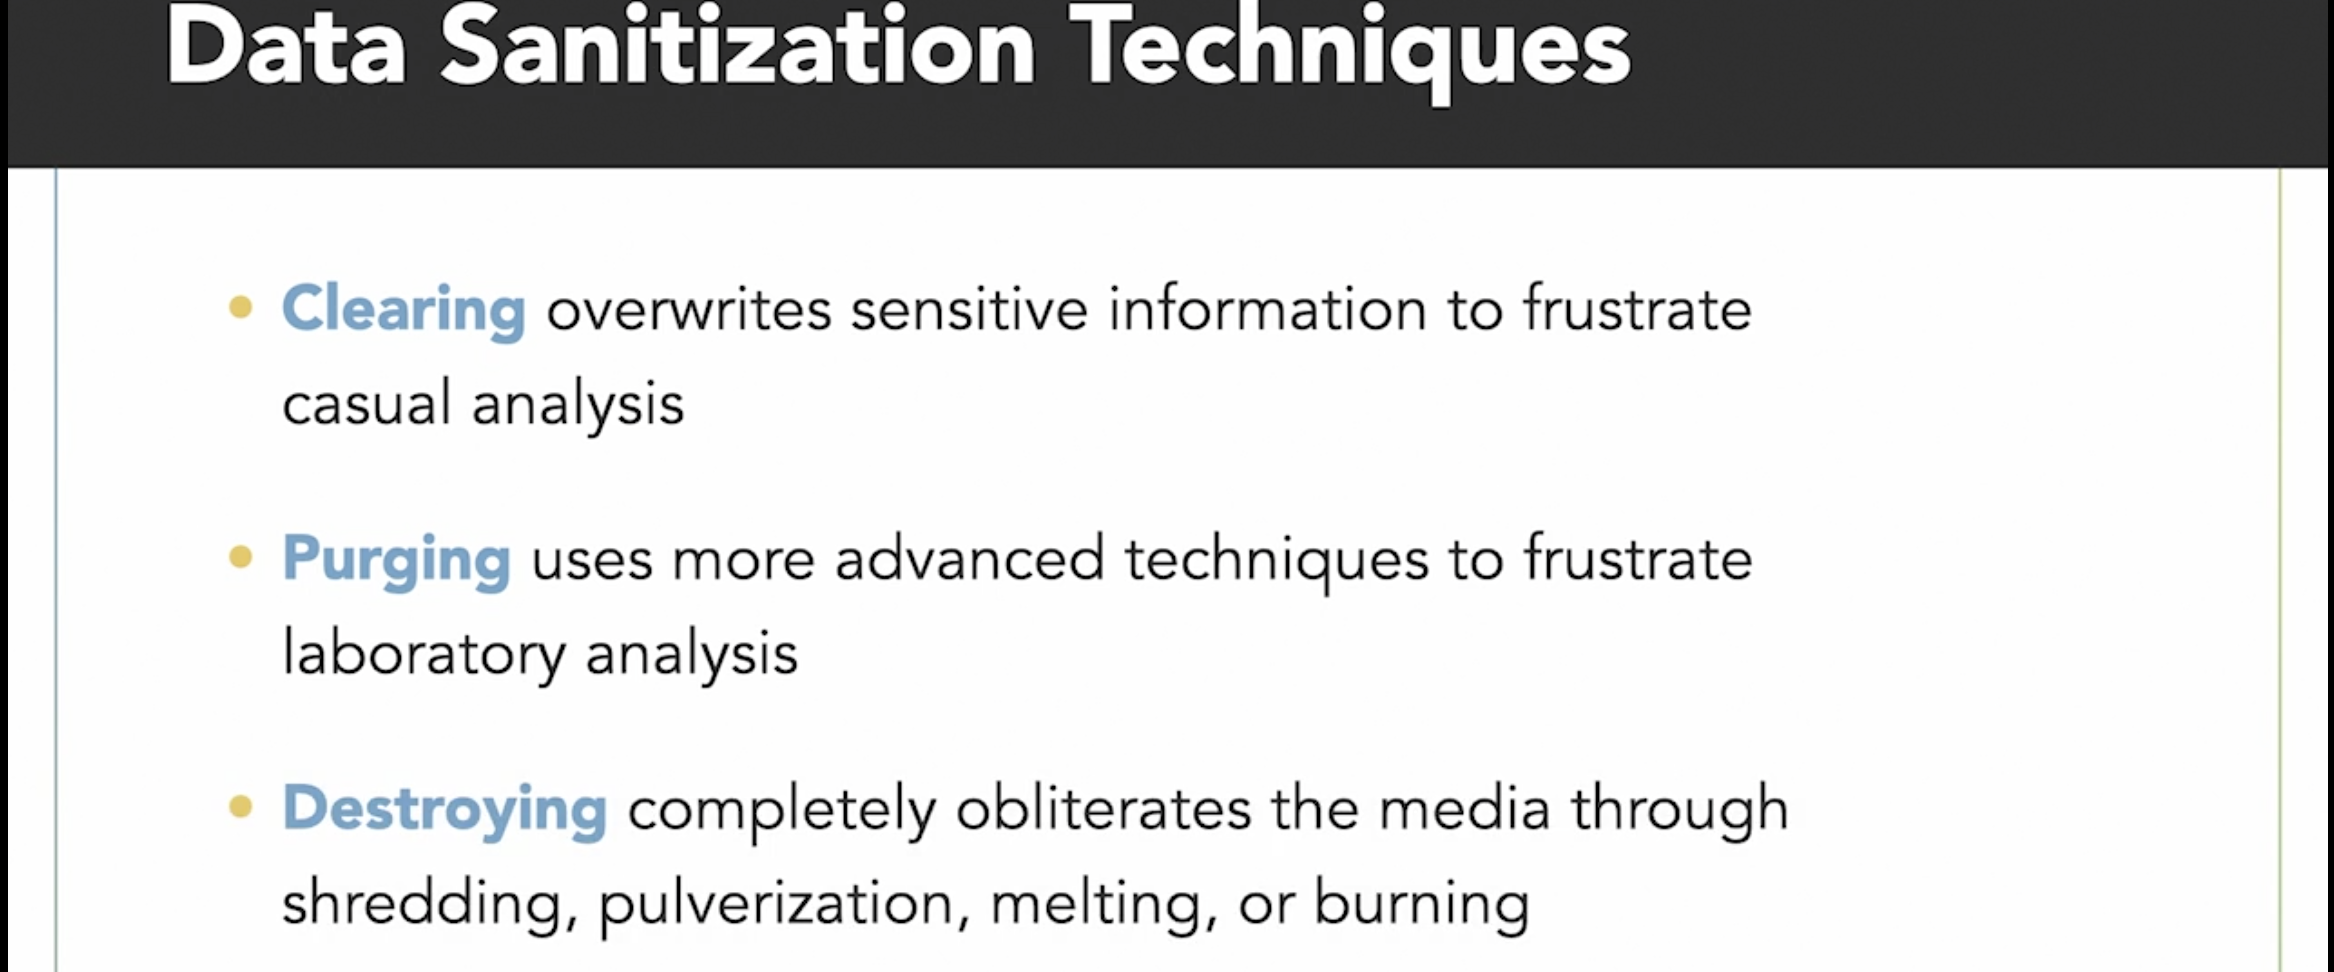 Data Sanitization Techniques
• Clearing overwrites sensitive information to frustrate
casual analysis
• Purging uses more advanced techniques to frustrate
laboratory analysis
• Destroying completely obliterates the media through
shredding, pulverization, melting, or burning